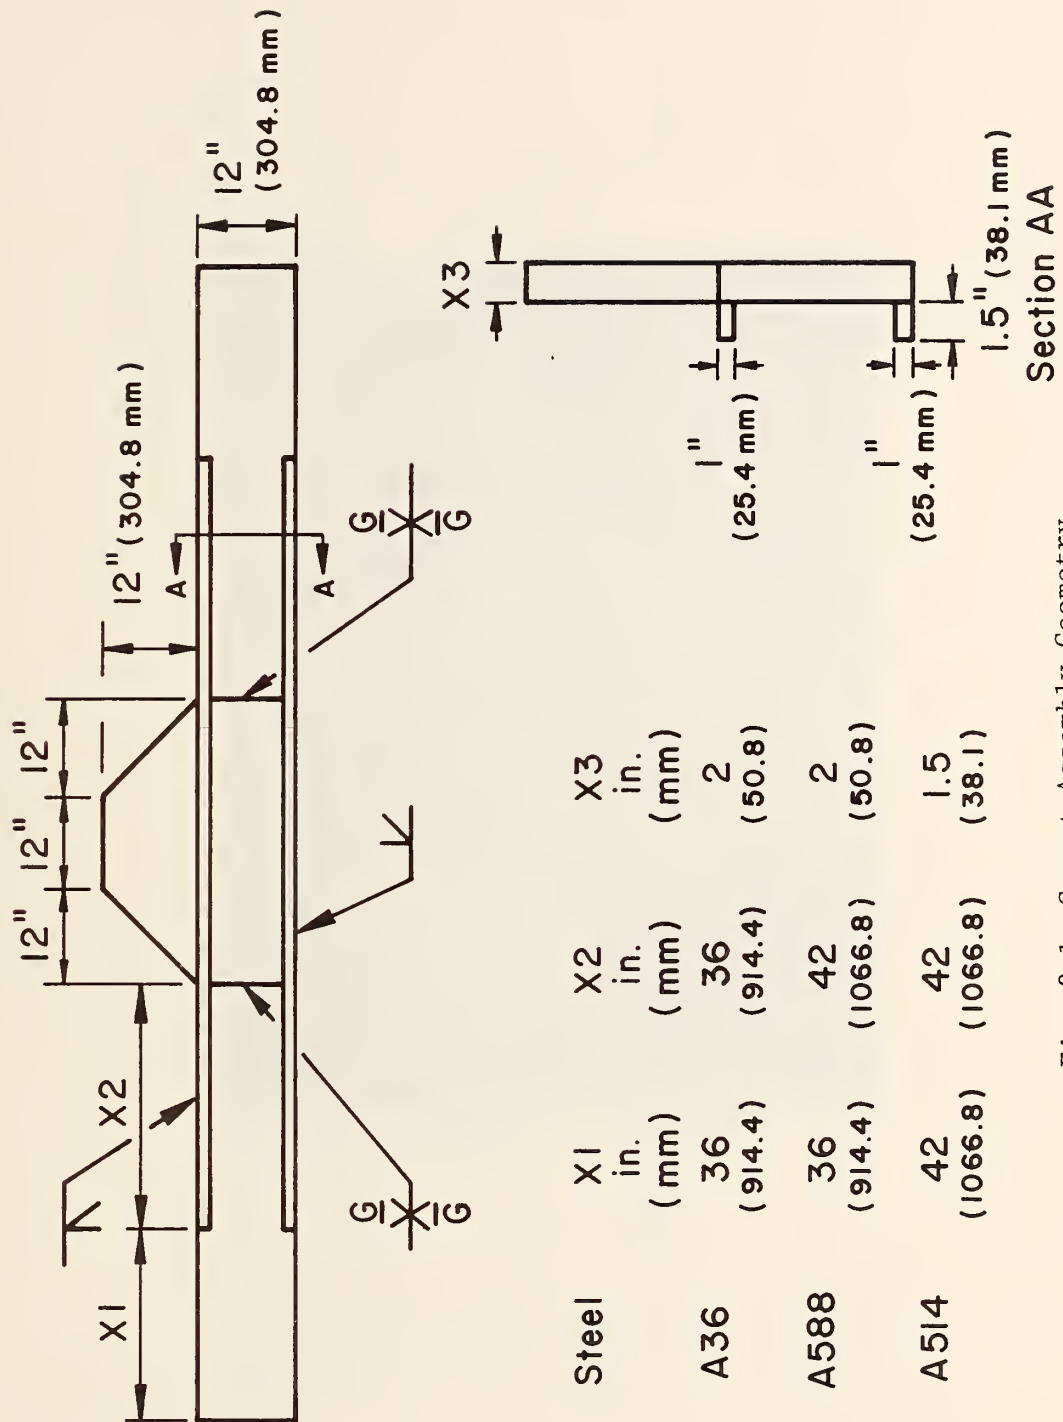 12" 12" 12"
12" (304.8 mm)
12"
(304.8 mm)
X1
X2
A
A
G
G
G
G
X3
1"
(25.4 mm)
1"
(25.4 mm)
1.5" (38.1 mm)
Section AA
Steel X1 X2 X3
in. in. in.
(mm) (mm) (mm)
A36 36 36 2
(914.4) (914.4) (50.8)
A588 36 42 2
(914.4) (1066.8) (50.8)
A514 42 42 1.5
(1066.8) (1066.8) (38.1)
Assembly Geometry